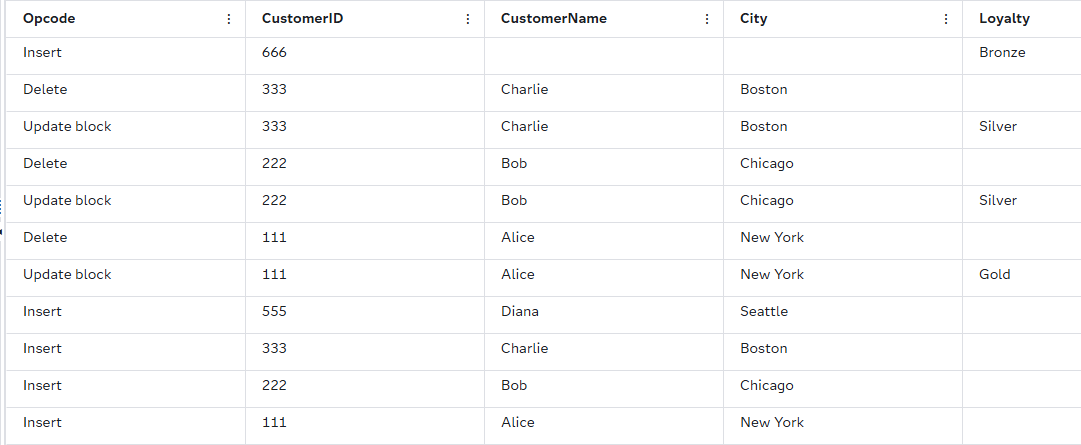 Opcode CustomerID CustomerName City Loyalty
Insert 666 Bronze
Delete 333 Charlie Boston
Update block 333 Charlie Boston Silver
Delete 222 Bob Chicago
Update block 222 Bob Chicago Silver
Delete 111 Alice New York
Update block 111 Alice New York Gold
Insert 555 Diana Seattle
Insert 333 Charlie Boston
Insert 222 Bob Chicago
Insert 111 Alice New York